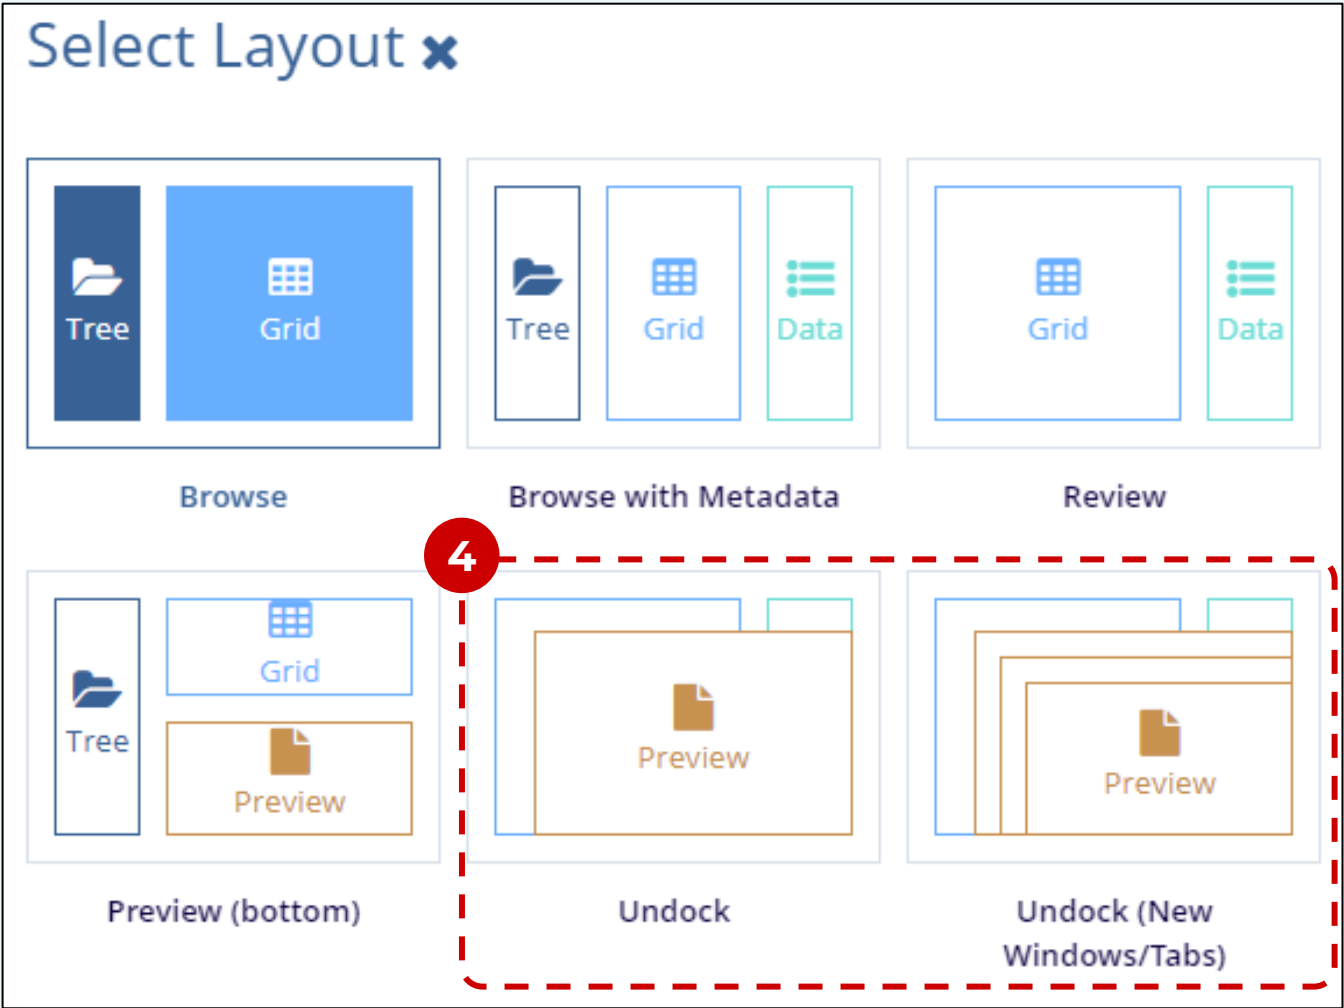 Select Layout ✖
Tree
Grid
Tree
Grid
Data
Grid
Data
Browse
Browse with Metadata
Review
4
Tree
Grid
Preview
Preview
Preview
Preview (bottom)
Undock
Undock (New
Windows/Tabs)